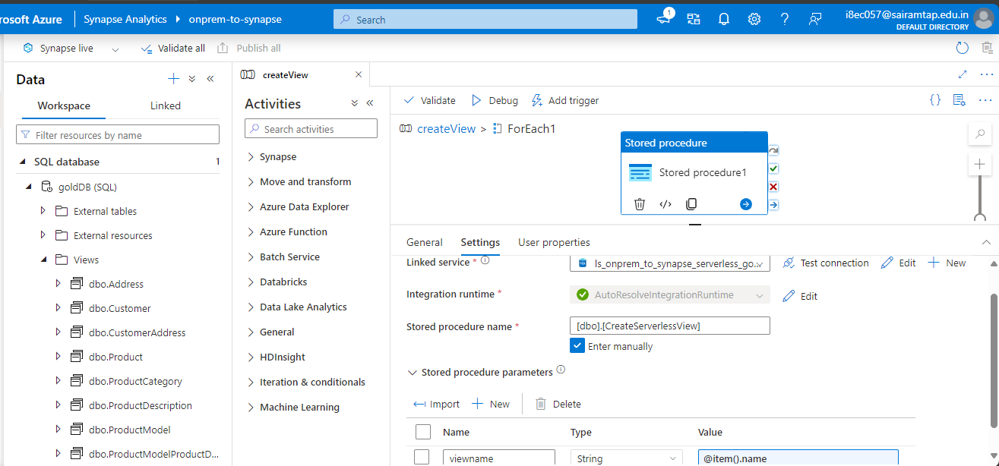 rosoft Azure
Synapse Analytics
onprem-to-synapse
Search
1
i8ec057@sairamtap.edu.in
DEFAULT DIRECTORY
Synapse live
Validate all
Publish all
Data
Workspace
Linked
Filter resources by name
SQL database
1
goldDB (SQL)
External tables
External resources
Views
dbo.Address
dbo.Customer
dbo.CustomerAddress
dbo.Product
dbo.ProductCategory
dbo.ProductDescription
dbo.ProductModel
dbo.ProductModelProductD...
createView
Activities
Search activities
Synapse
Move and transform
Azure Data Explorer
Azure Function
Batch Service
Databricks
Data Lake Analytics
General
HDInsight
Iteration & conditionals
Machine Learning
Validate
Debug
Add trigger
{}
createView > ForEach1
Stored procedure
Stored procedure1
General
Settings
User properties
Linked service *
ls_onprem_to_synapse_serverless_go...
Test connection
Edit
New
Integration runtime *
AutoResolveIntegrationRuntime
Edit
Stored procedure name *
[dbo].[CreateServerlessView]
Enter manually
Stored procedure parameters
Import
New
Delete
Name
Type
Value
viewname
String
@item().name